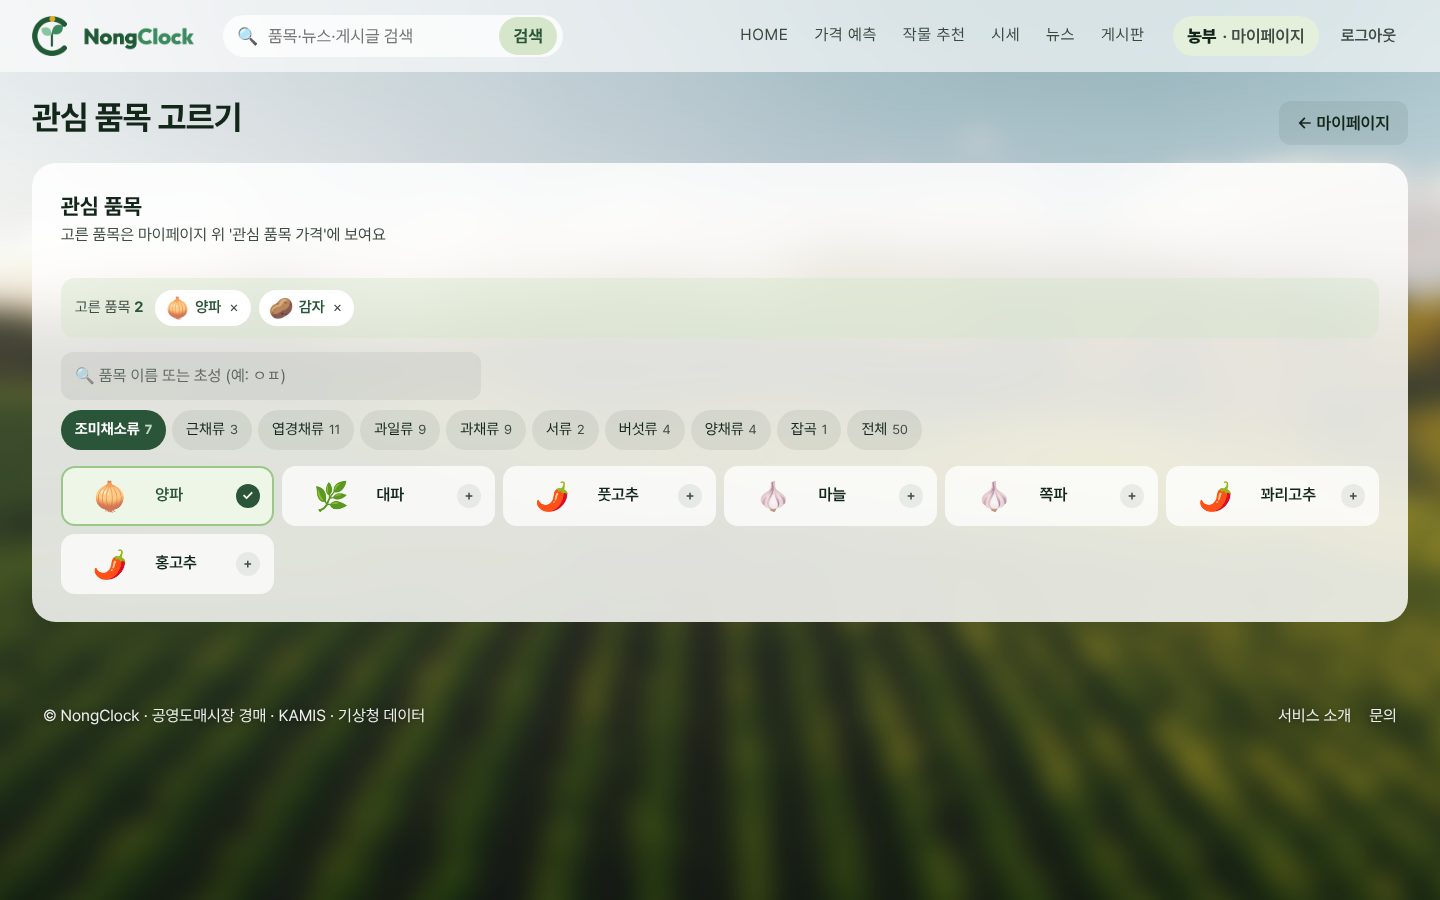 NongClock
품목·뉴스·게시글 검색
검색
HOME
가격 예측
작물 추천
시세
뉴스
게시판
농부 · 마이페이지
로그아웃
관심 품목 고르기
← 마이페이지
관심 품목
고른 품목은 마이페이지 위 '관심 품목 가격'에 보여요
고른 품목 2
양파 ×
감자 ×
품목 이름 또는 초성 (예: ㅇㅍ)
조미채소류 7
근채류 3
엽경채류 11
과일류 9
과채류 9
서류 2
버섯류 4
양채류 4
잡곡 1
전체 50
양파 ✓
대파 +
풋고추 +
마늘 +
쪽파 +
꽈리고추 +
홍고추 +
© NongClock · 공영도매시장 경매 · KAMIS · 기상청 데이터
서비스 소개
문의